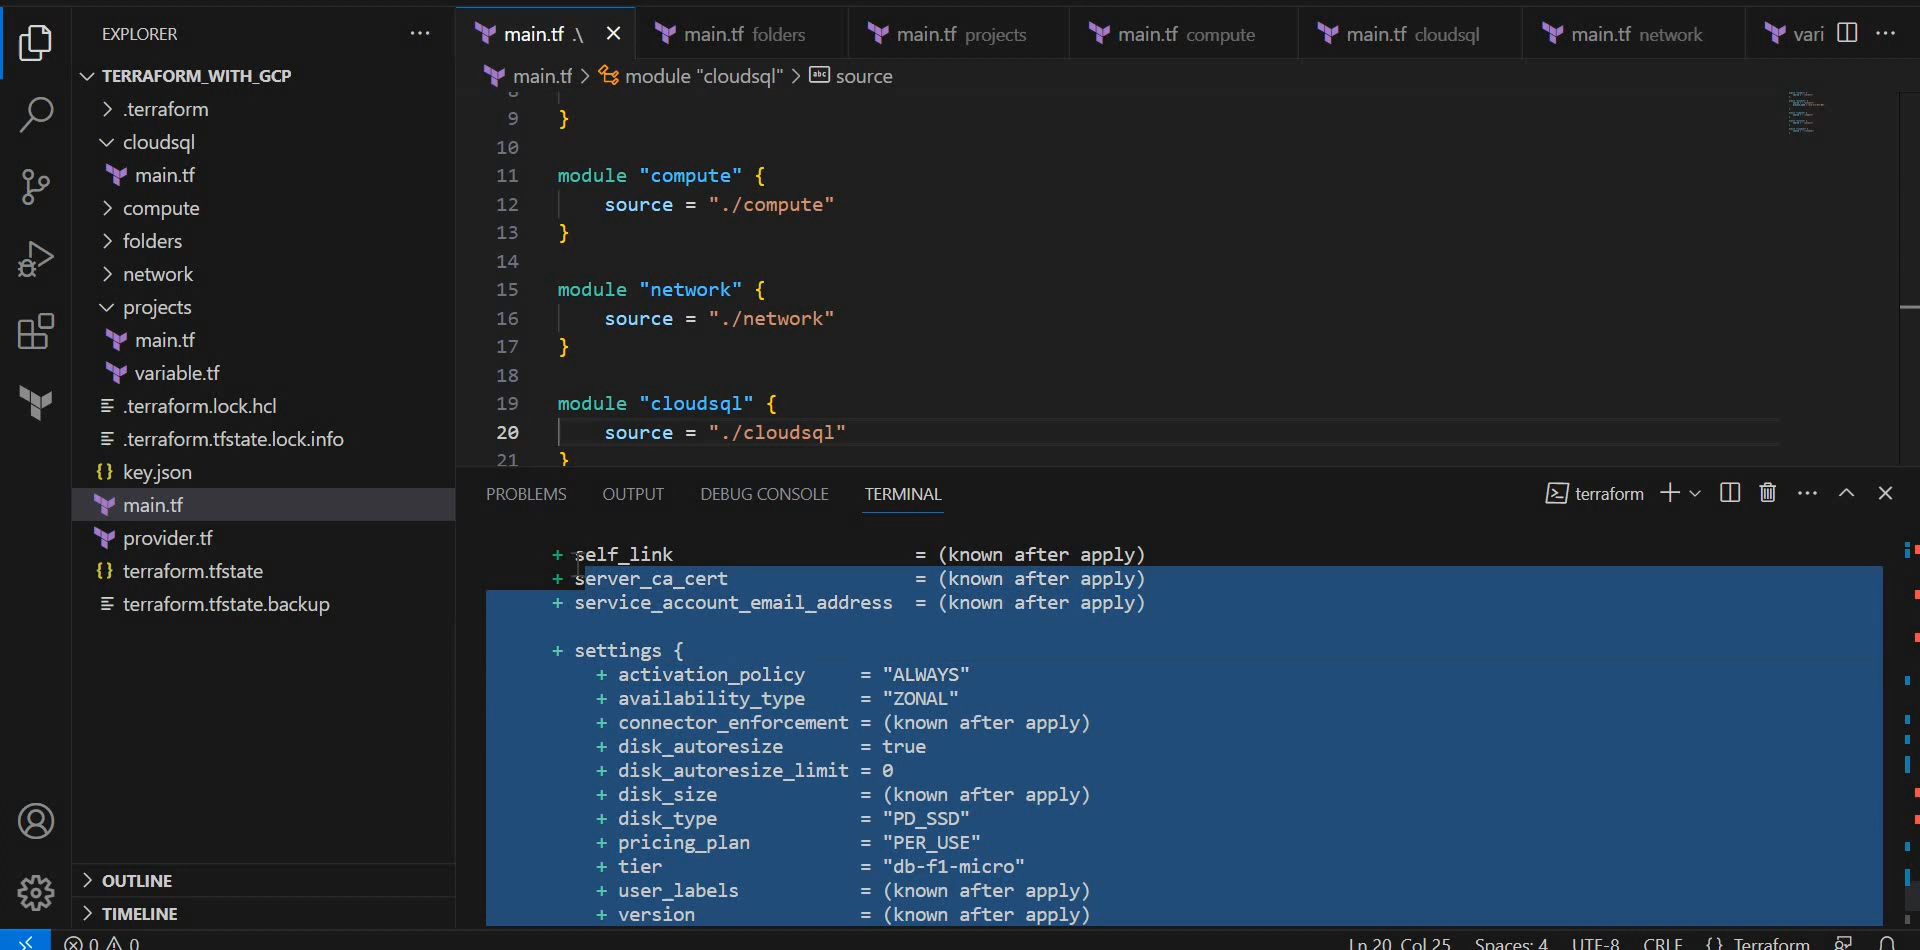 EXPLORER
TERRAFORM_WITH_GCP
.terraform
cloudsql
main.tf
compute
folders
network
projects
main.tf
variable.tf
.terraform.lock.hcl
.terraform.tfstate.lock.info
{} key.json
main.tf
provider.tf
{} terraform.tfstate
terraform.tfstate.backup
OUTLINE
TIMELINE
main.tf .\
main.tf folders
main.tf projects
main.tf compute
main.tf cloudsql
main.tf network
vari
main.tf > module "cloudsql" > abc source
8
9 }
10
11 module "compute" {
12 source = "./compute"
13 }
14
15 module "network" {
16 source = "./network"
17 }
18
19 module "cloudsql" {
20 source = "./cloudsql"
21 }
PROBLEMS OUTPUT DEBUG CONSOLE TERMINAL
terraform
+ self_link = (known after apply)
+ server_ca_cert = (known after apply)
+ service_account_email_address = (known after apply)
+ settings {
+ activation_policy = "ALWAYS"
+ availability_type = "ZONAL"
+ connector_enforcement = (known after apply)
+ disk_autoresize = true
+ disk_autoresize_limit = 0
+ disk_size = (known after apply)
+ disk_type = "PD_SSD"
+ pricing_plan = "PER_USE"
+ tier = "db-f1-micro"
+ user_labels = (known after apply)
+ version = (known after apply)
0 0
Ln 20, Col 25 Spaces: 4 UTF-8 CRLF {} Terraform